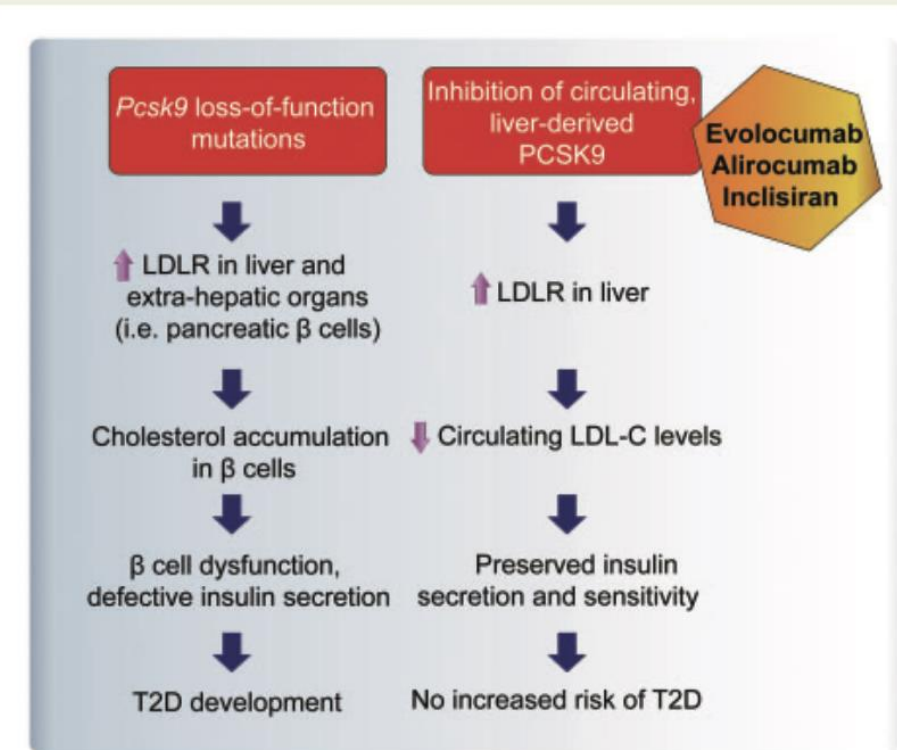 Pcsk9 loss-of-function
mutations
LDLR in liver and
extra-hepatic organs
(i.e. pancreatic β cells)
Cholesterol accumulation
in β cells
β cell dysfunction,
defective insulin secretion
T2D development
Inhibition of circulating,
liver-derived
PCSK9
Evolocumab
Alirocumab
Inclisiran
LDLR in liver
Circulating LDL-C levels
Preserved insulin
secretion and sensitivity
No increased risk of T2D